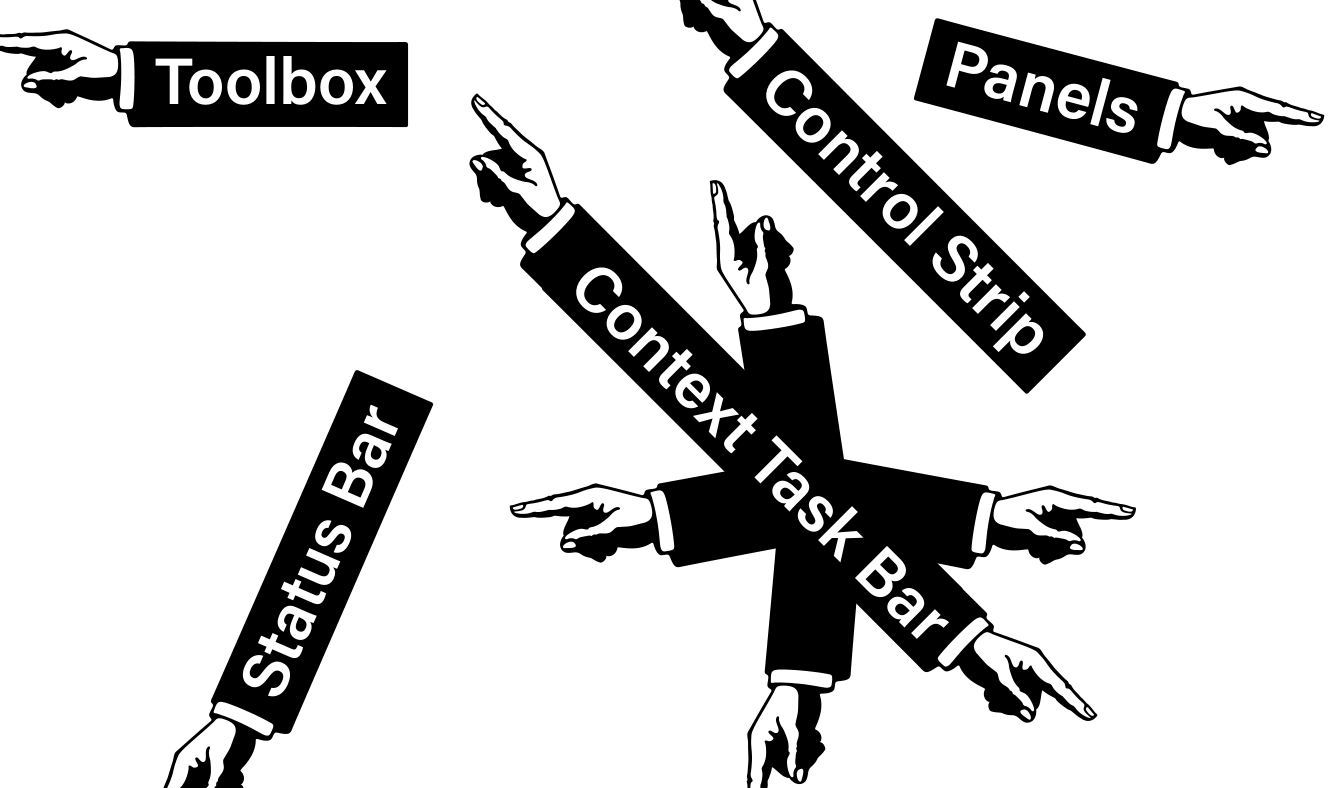 Toolbox
Control Strip
Panels
Context Task Bar
Status Bar